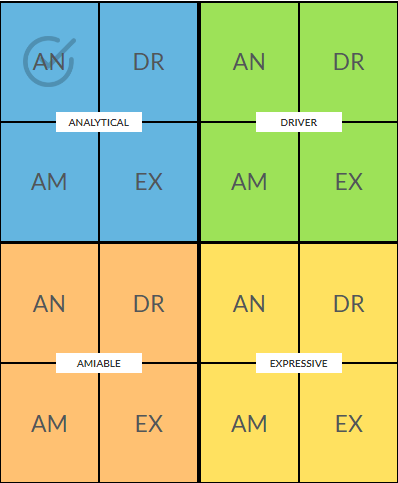 AN DR AN DR
ANALYTICAL DRIVER
AM EX AM EX
AN DR AN DR
AMIABLE EXPRESSIVE
AM EX AM EX